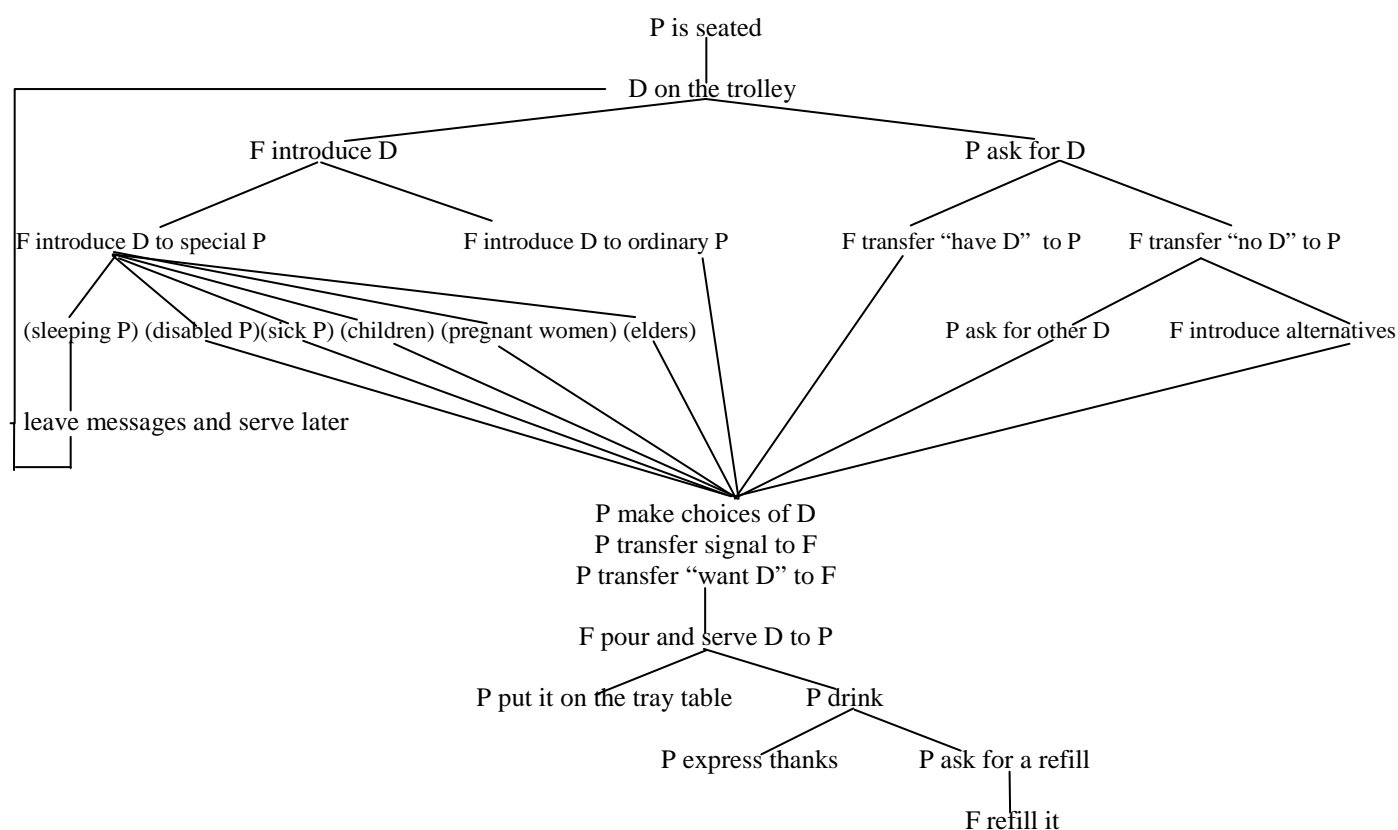 P is seated
D on the trolley
F introduce D P ask for D
F introduce D to special P F introduce D to ordinary P F transfer “have D” to P F transfer “no D” to P
(sleeping P) (disabled P)(sick P) (children) (pregnant women) (elders) P ask for other D F introduce alternatives
leave messages and serve later
P make choices of D
P transfer signal to F
P transfer “want D” to F
F pour and serve D to P
P put it on the tray table P drink
P express thanks P ask for a refill
F refill it